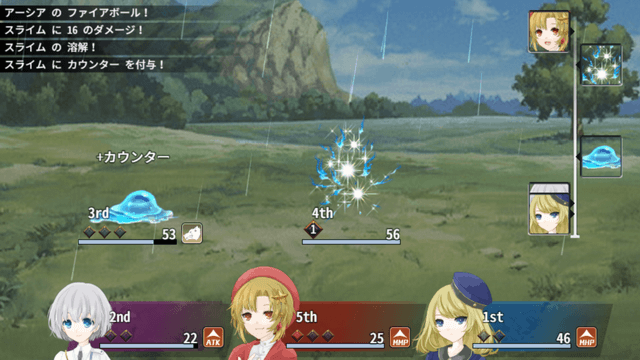 アーシア の ファイアボール！
スライム に 16 のダメージ！
スライム の 溶解！
スライム に カウンター を付与！
+カウンター
3rd
53
4th
1
56
2nd
22
ATK
5th
25
MMP
1st
46
MHP